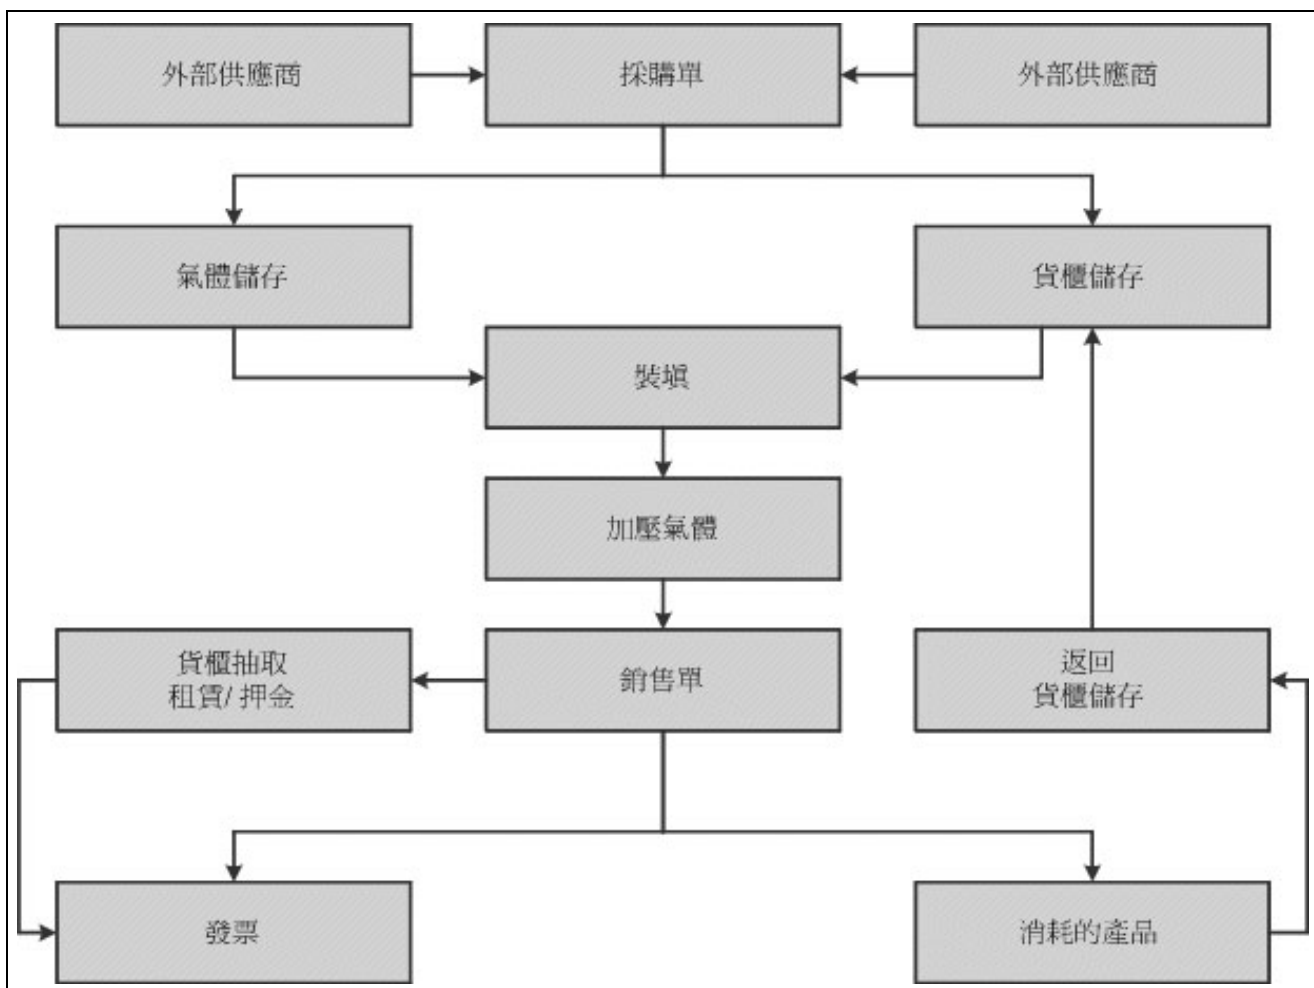 外部供應商
採購單
外部供應商
氣體儲存
貨櫃儲存
裝塡
加壓氣體
貨櫃抽取
租賃/ 押金
銷售單
返回
貨櫃儲存
發票
消耗的產品